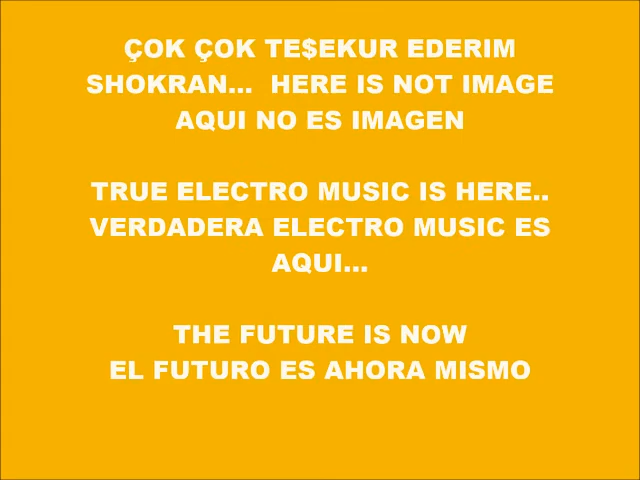 ÇOK ÇOK TE$EKUR EDERIM
SHOKRAN... HERE IS NOT IMAGE
AQUI NO ES IMAGEN
TRUE ELECTRO MUSIC IS HERE..
VERDADERA ELECTRO MUSIC ES
AQUI...
THE FUTURE IS NOW
EL FUTURO ES AHORA MISMO